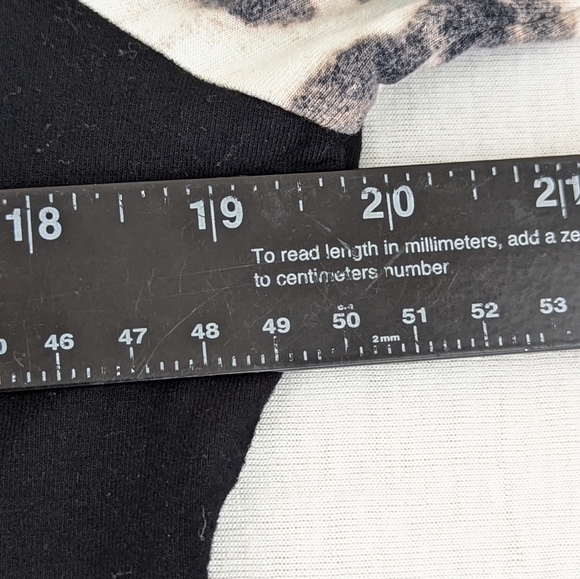 18 19 20 21
To read length in millimeters, add a ze
to centimeters number
46 47 48 49 50 51 52 53
2mm